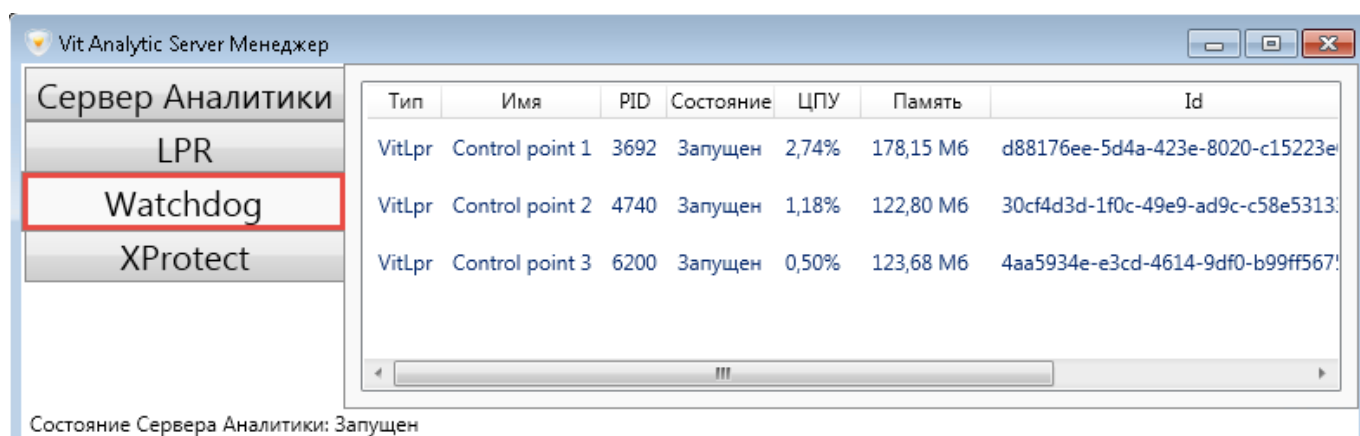 Vit Analytic Server Менеджер
Сервер Аналитики
LPR
Watchdog
XProtect
Тип Имя PID Состояние ЦПУ Память Id
VitLpr Control point 1 3692 Запущен 2,74% 178,15 Мб d88176ee-5d4a-423e-8020-c15223e
VitLpr Control point 2 4740 Запущен 1,18% 122,80 Мб 30cf4d3d-1f0c-49e9-ad9c-c58e5313
VitLpr Control point 3 6200 Запущен 0,50% 123,68 Мб 4aa5934e-e3cd-4614-9df0-b99ff567
Состояние Сервера Аналитики: Запущен